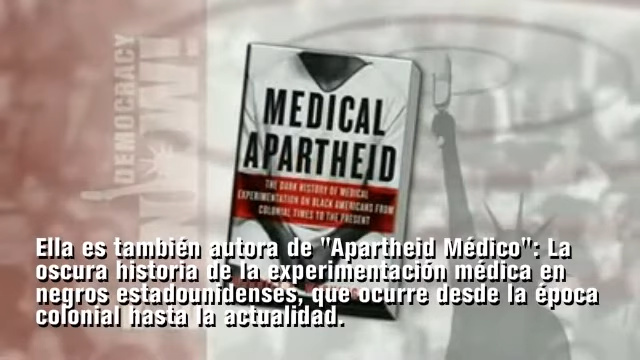 DEMOCRACY
NOW!
MEDICAL
APARTHEID
THE DARK HISTORY OF MEDICAL
EXPERIMENTATION ON BLACK AMERICANS FROM
COLONIAL TIMES TO THE PRESENT
Ella es también autora de "Apartheid Médico": La
oscura historia de la experimentación médica en
negros estadounidenses, que ocurre desde la época
colonial hasta la actualidad.